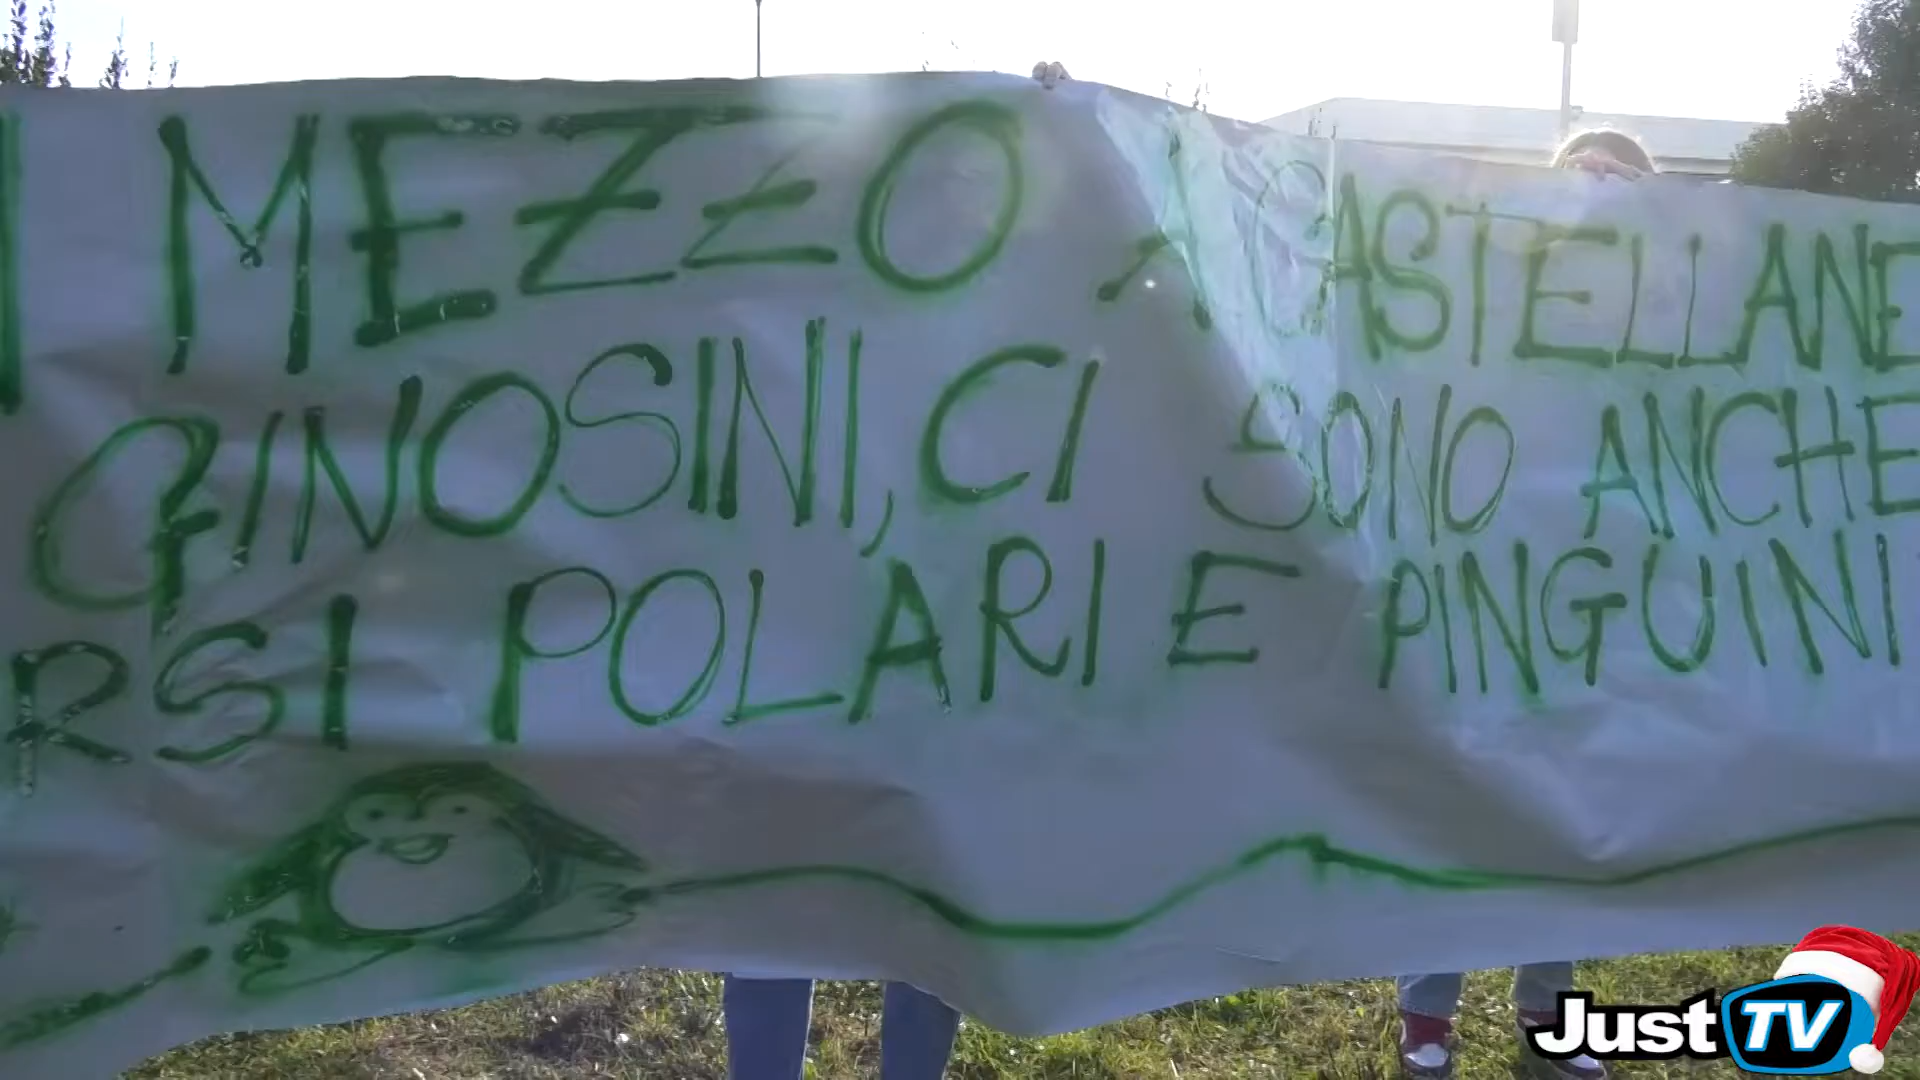 I MEZZO A CASTELLANE
GINOSINI, CI SONO ANCHE
RSI POLARI E PINGUINI
JustTV